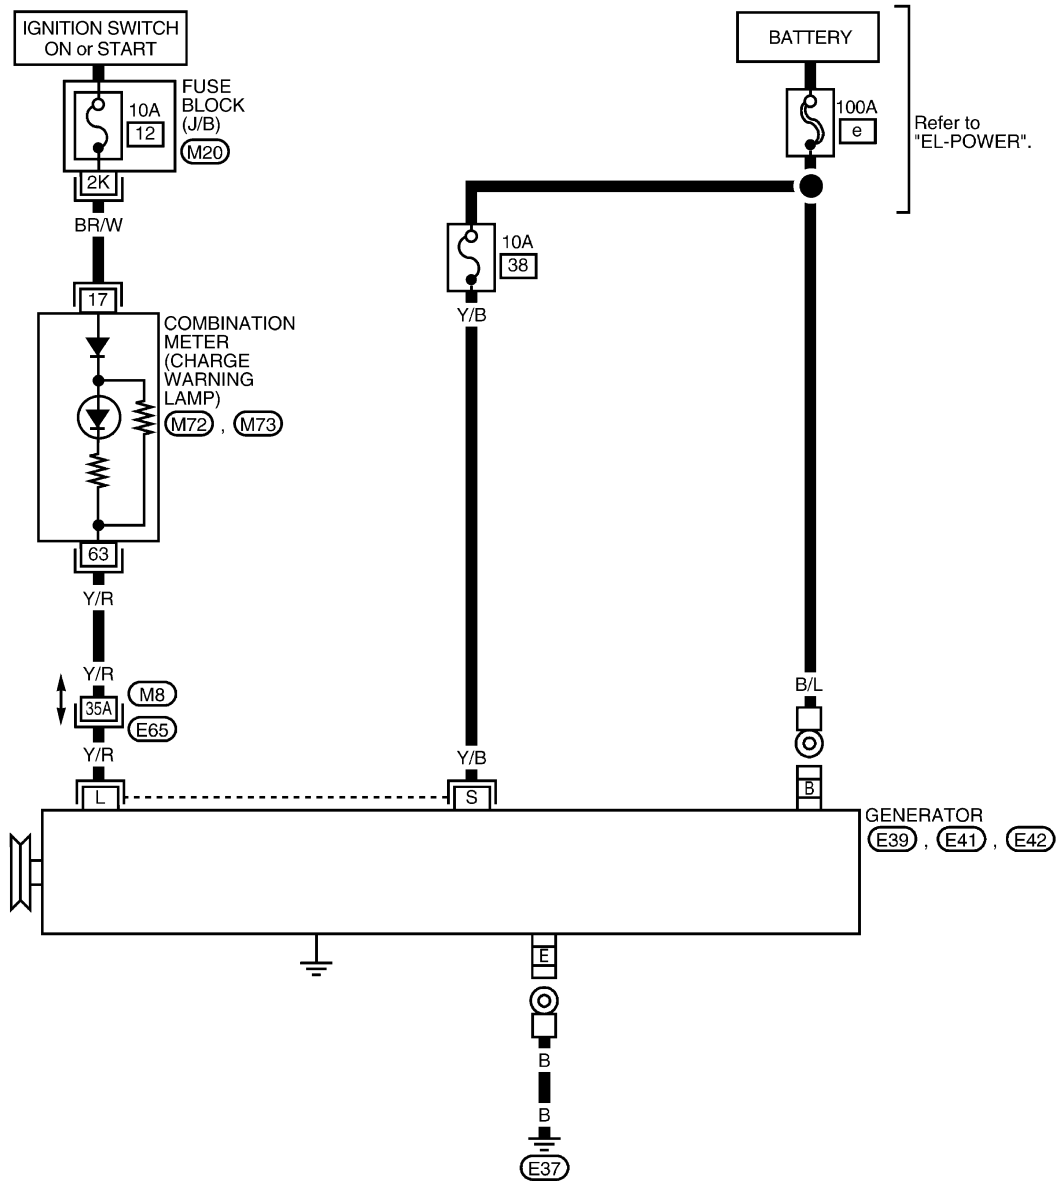 IGNITION SWITCH
ON or START
BATTERY
FUSE
BLOCK
(J/B)
10A
12
M20
100A
e
Refer to
"EL-POWER".
2K
BR/W
10A
38
17
Y/B
COMBINATION
METER
(CHARGE
WARNING
LAMP)
M72 , M73
63
Y/R
Y/R
M8
35A
E65
Y/R
B/L
Y/B
L
S
B
GENERATOR
E39 , E41 , E42
E
B
B
E37